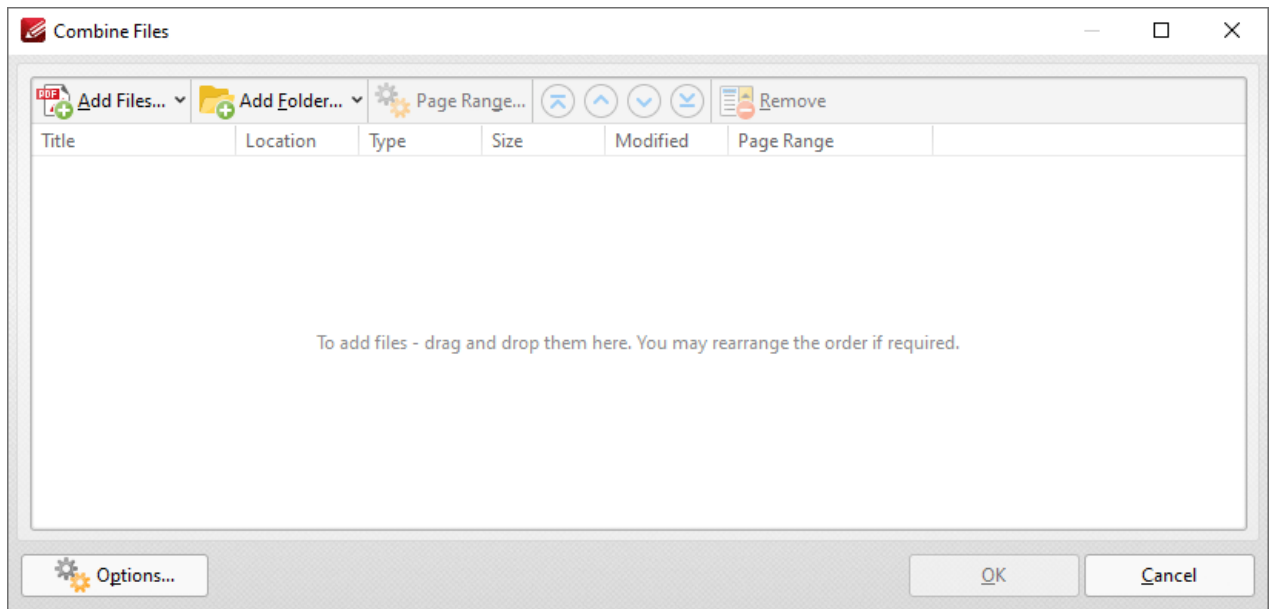 Combine Files
PDF Add Files... Add Folder... Page Range... Remove
Title Location Type Size Modified Page Range
To add files - drag and drop them here. You may rearrange the order if required.
Options... OK Cancel